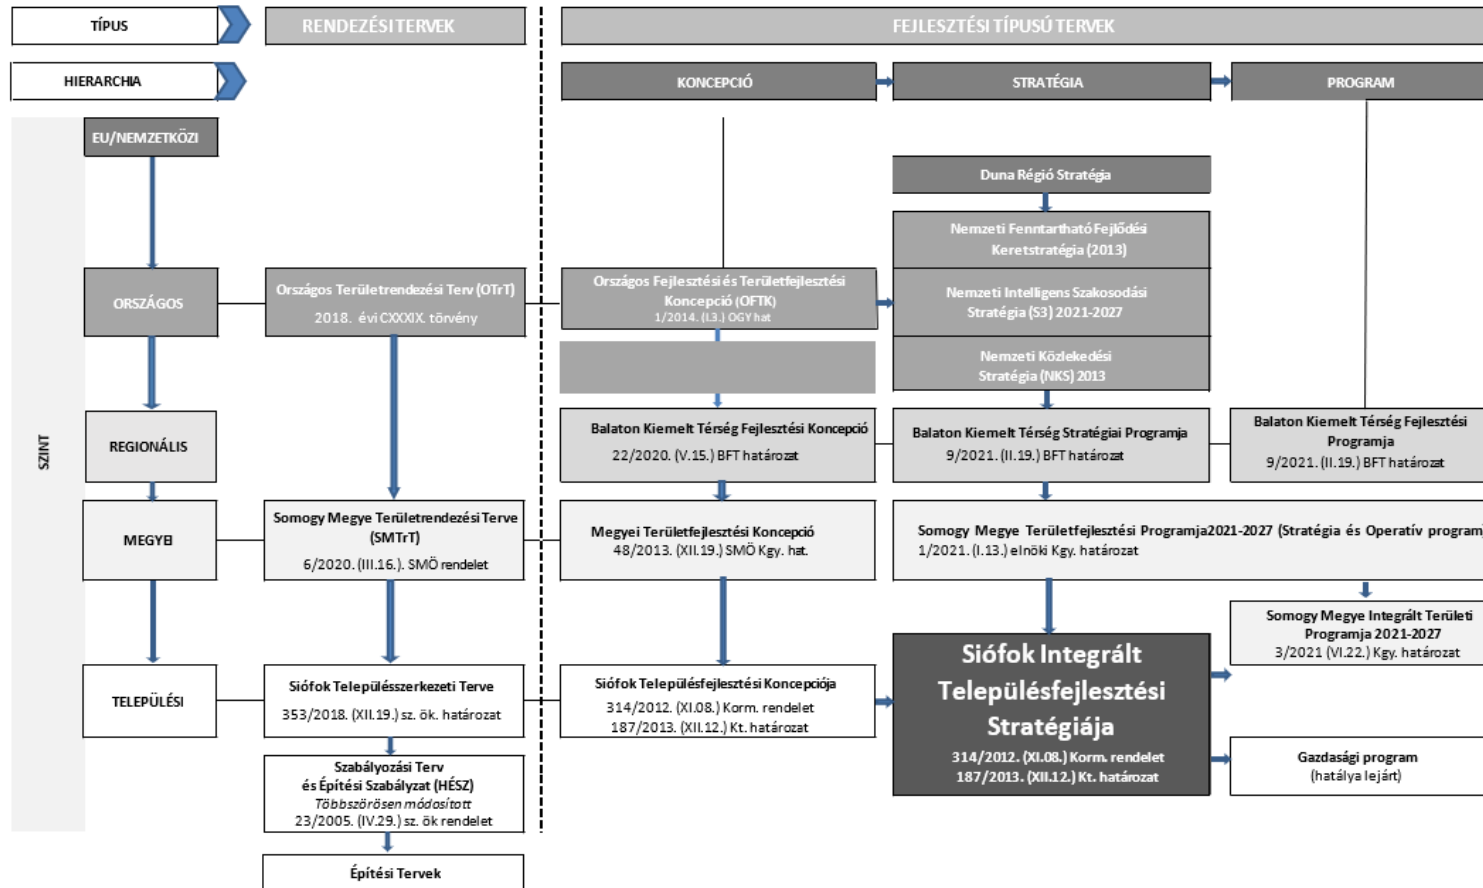 TÍPUS
RENDEZÉSI TERVEK
FEJLESZTÉSI TÍPUSÚ TERVEK
HIERARCHIA
KONCEPCIÓ
STRATÉGIA
PROGRAM
SZINT
EU/NEMZETKÖZI
Duna Régió Stratégia
Nemzeti Fenntartható Fejlődési
Keretstratégia (2013)
ORSZÁGOS
Országos Területrendezési Terv (OTrT)
2018. évi CXXXIX. törvény
Országos Fejlesztési és Területfejlesztési
Koncepció (OFTK)
1/2014. (I.3.) OGY hat
Nemzeti Intelligens Szakosodási
Stratégia (S3) 2021-2027
Nemzeti Közlekedési
Stratégia (NKS) 2013
REGIONÁLIS
Balaton Kiemelt Térség Fejlesztési Koncepció
22/2020. (V.15.) BFT határozat
Balaton Kiemelt Térség Stratégiai Programja
9/2021. (II.19.) BFT határozat
Balaton Kiemelt Térség Fejlesztési
Programja
9/2021. (II.19.) BFT határozat
MEGYEI
Somogy Megye Területrendezési Terve
(SMTrT)
6/2020. (III.16.). SMÖ rendelet
Megyei Területfejlesztési Koncepció
48/2013. (XII.19.) SMÖ Kgy. hat.
Somogy Megye Területfejlesztési Programja2021-2027 (Stratégia és Operatív program)
1/2021. (I.13.) elnöki Kgy. határozat
Somogy Megye Integrált Területi
Programja 2021-2027
3/2021 (VI.22.) Kgy. határozat
TELEPÜLÉSI
Siófok Településszerkezeti Terve
353/2018. (XII.19.) sz. ök. határozat
Siófok Településfejlesztési Koncepciója
314/2012. (XI.08.) Korm. rendelet
187/2013. (XII.12.) Kt. határozat
Siófok Integrált
Településfejlesztési
Stratégiája
314/2012. (XI.08.) Korm. rendelet
187/2013. (XII.12.) Kt. határozat
Gazdasági program
(hatálya lejárt)
Szabályozási Terv
és Építési Szabályzat (HÉSZ)
Többszörösen módosított
23/2005. (IV.29.) sz. ök rendelet
Építési Tervek